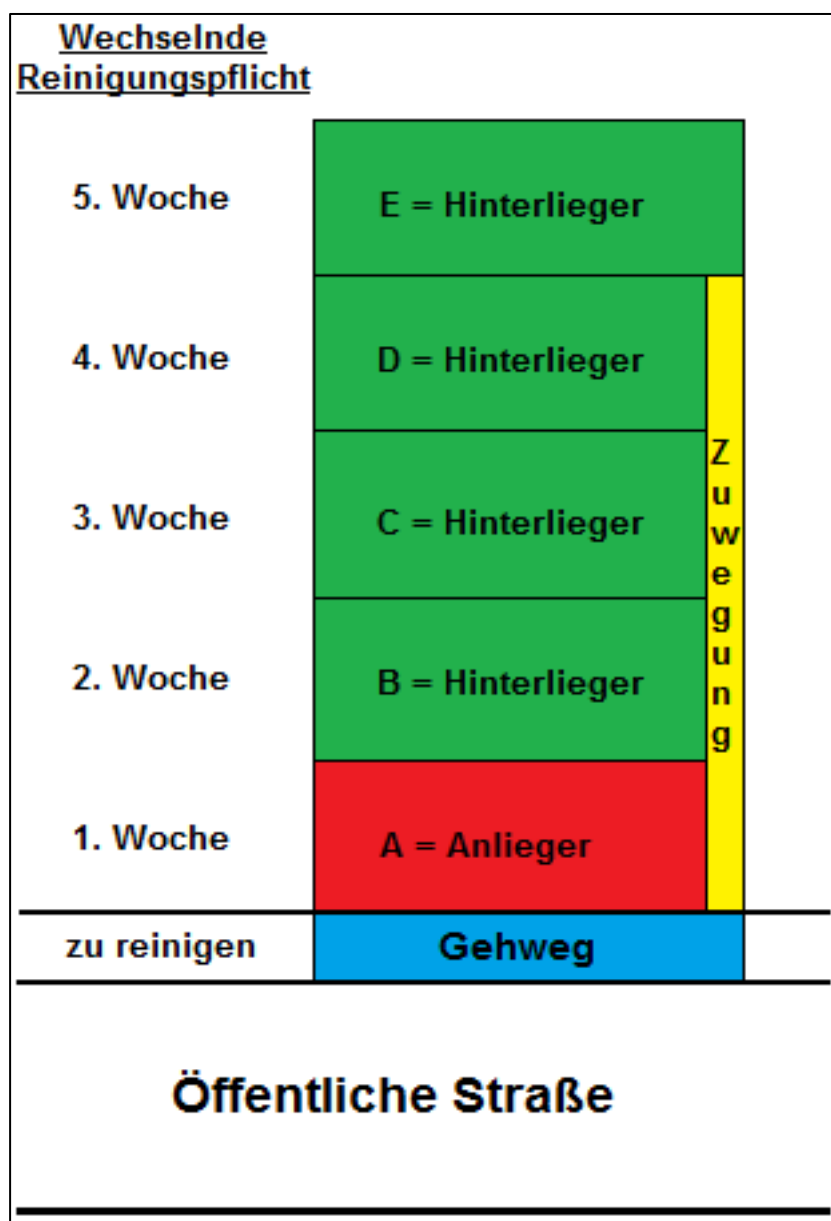 Wechselnde
Reinigungspflicht
5. Woche
E = Hinterlieger
4. Woche
D = Hinterlieger
3. Woche
C = Hinterlieger
2. Woche
B = Hinterlieger
1. Woche
A = Anlieger
Zuwegung
zu reinigen
Gehweg
Öffentliche Straße